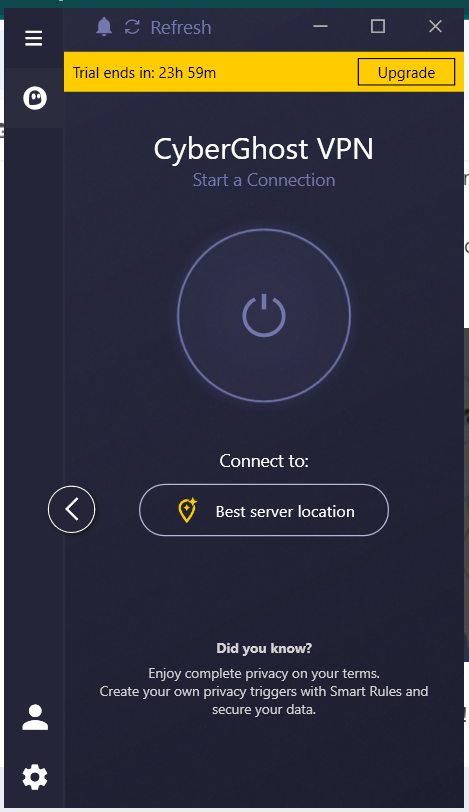 Refresh
Trial ends in: 23h 59m
Upgrade
CyberGhost VPN
Start a Connection
Connect to:
Best server location
Did you know?
Enjoy complete privacy on your terms.
Create your own privacy triggers with Smart Rules and
secure your data.